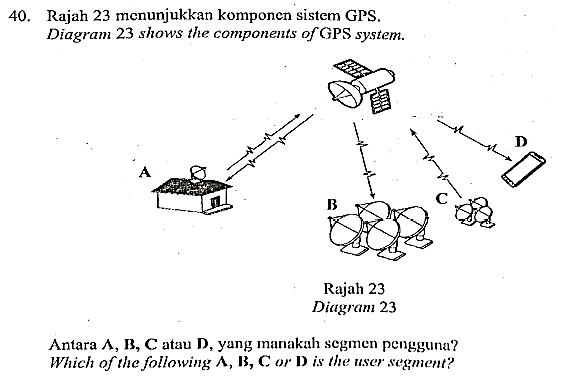 40. Rajah 23 menunjukkan komponen sistem GPS.
Diagram 23 shows the components of GPS system.
D
A
B
C
Rajah 23
Diagram 23
Antara A, B, C atau D, yang manakah segmen pengguna?
Which of the following A, B, C or D is the user segment?